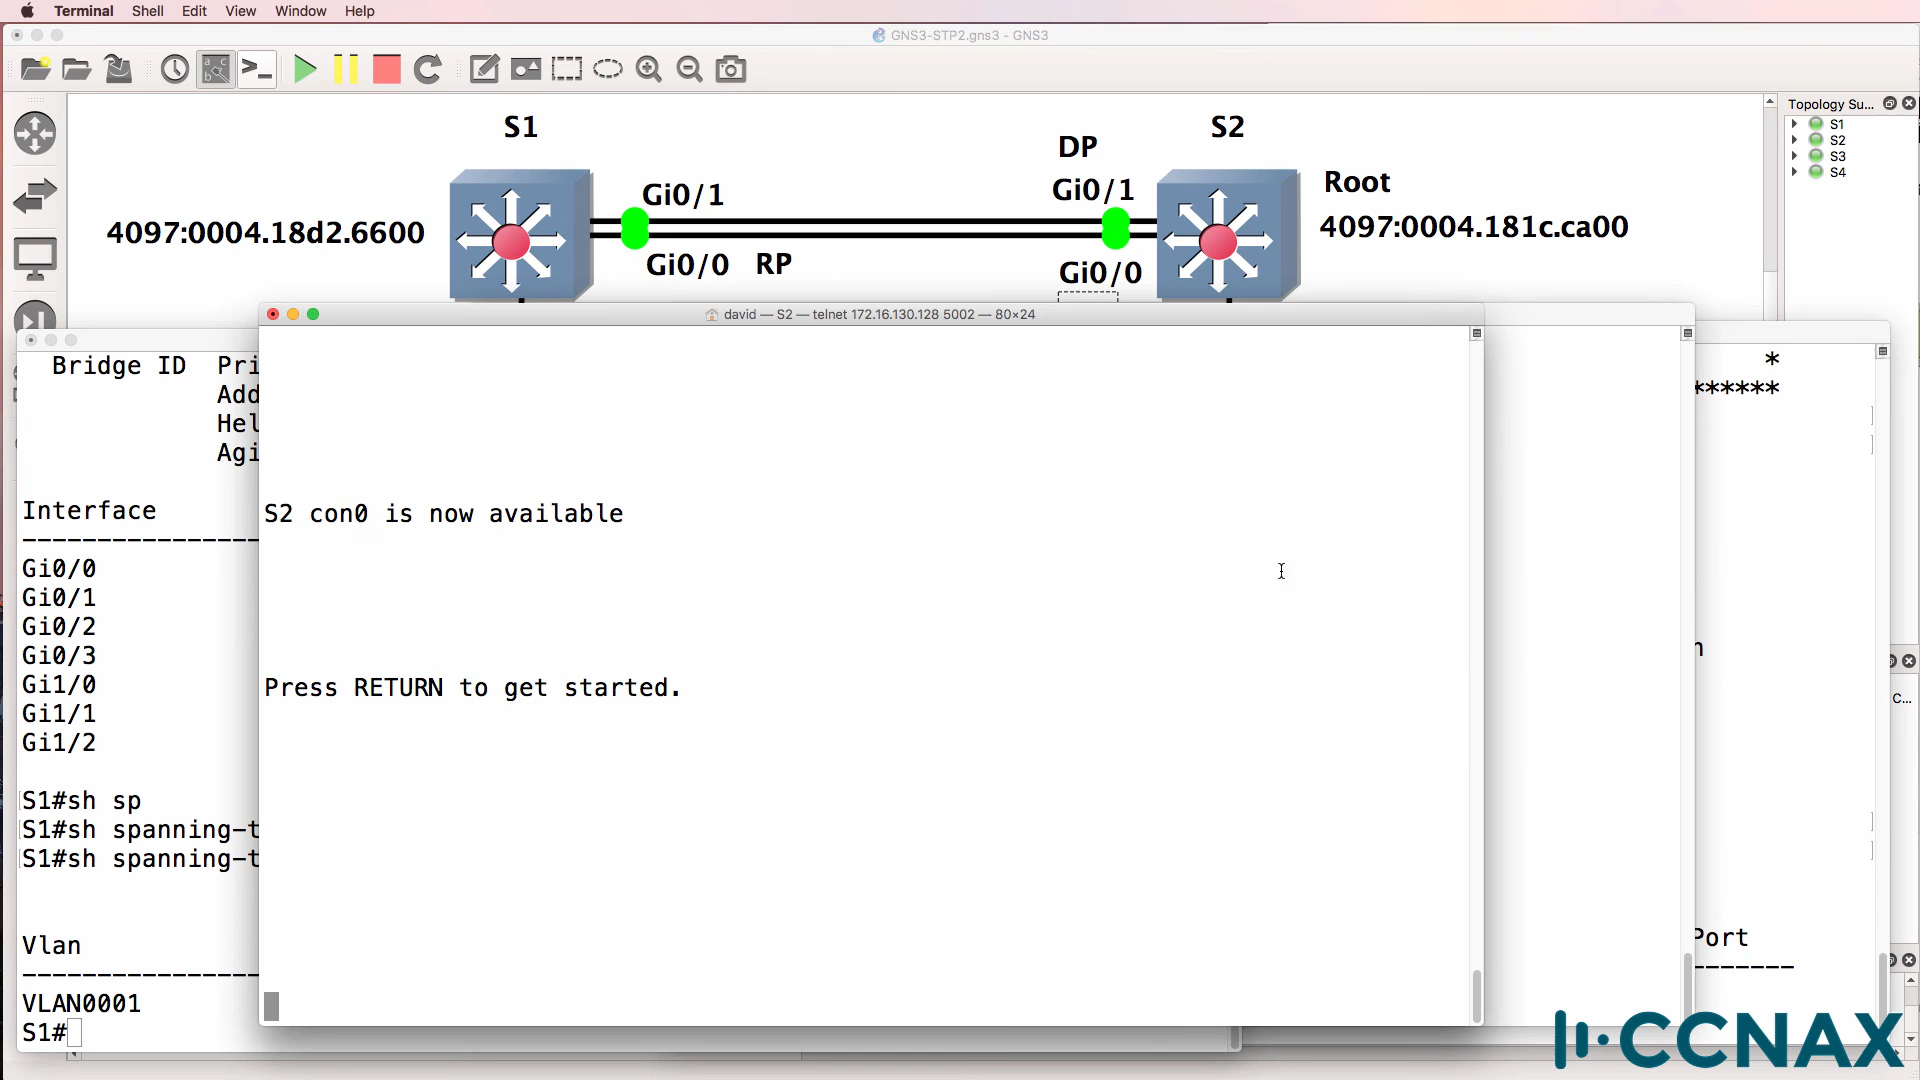 Terminal Shell Edit View Window Help
GNS3-STP2.gns3 - GNS3
Topology Su...
S1
S2
S3
S4
S1
S2
DP
Gi0/1
Gi0/1
Root
4097:0004.18d2.6600
4097:0004.181c.ca00
Gi0/0 RP
Gi0/0
david — S2 — telnet 172.16.130.128 5002 — 80×24
S2 con0 is now available
Press RETURN to get started.
Bridge ID Pri
Add
Hel
Agi
Interface
----------------
Gi0/0
Gi0/1
Gi0/2
Gi0/3
Gi1/0
Gi1/1
Gi1/2
S1#sh sp
S1#sh spanning-t
S1#sh spanning-t
Vlan
----------------
VLAN0001
S1#
*
******
n
C...
Port
-------
CCNAX